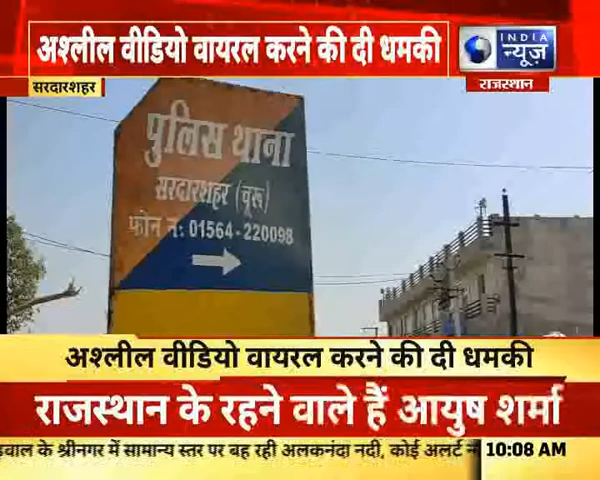 अश्लील वीडियो वायरल करने की दी धमकी
INDIA
न्यूज़
राजस्थान
सरदारशहर
पुलिस थाना
सरदारशहर (चूरू)
फोन नं: 01564-220098
अश्लील वीडियो वायरल करने की दी धमकी
राजस्थान के रहने वाले हैं आयुष शर्मा
के श्रीनगर में सामान्य स्तर पर बह रही अलकनंदा नदी, कोई अलर्ट
10:08 AM